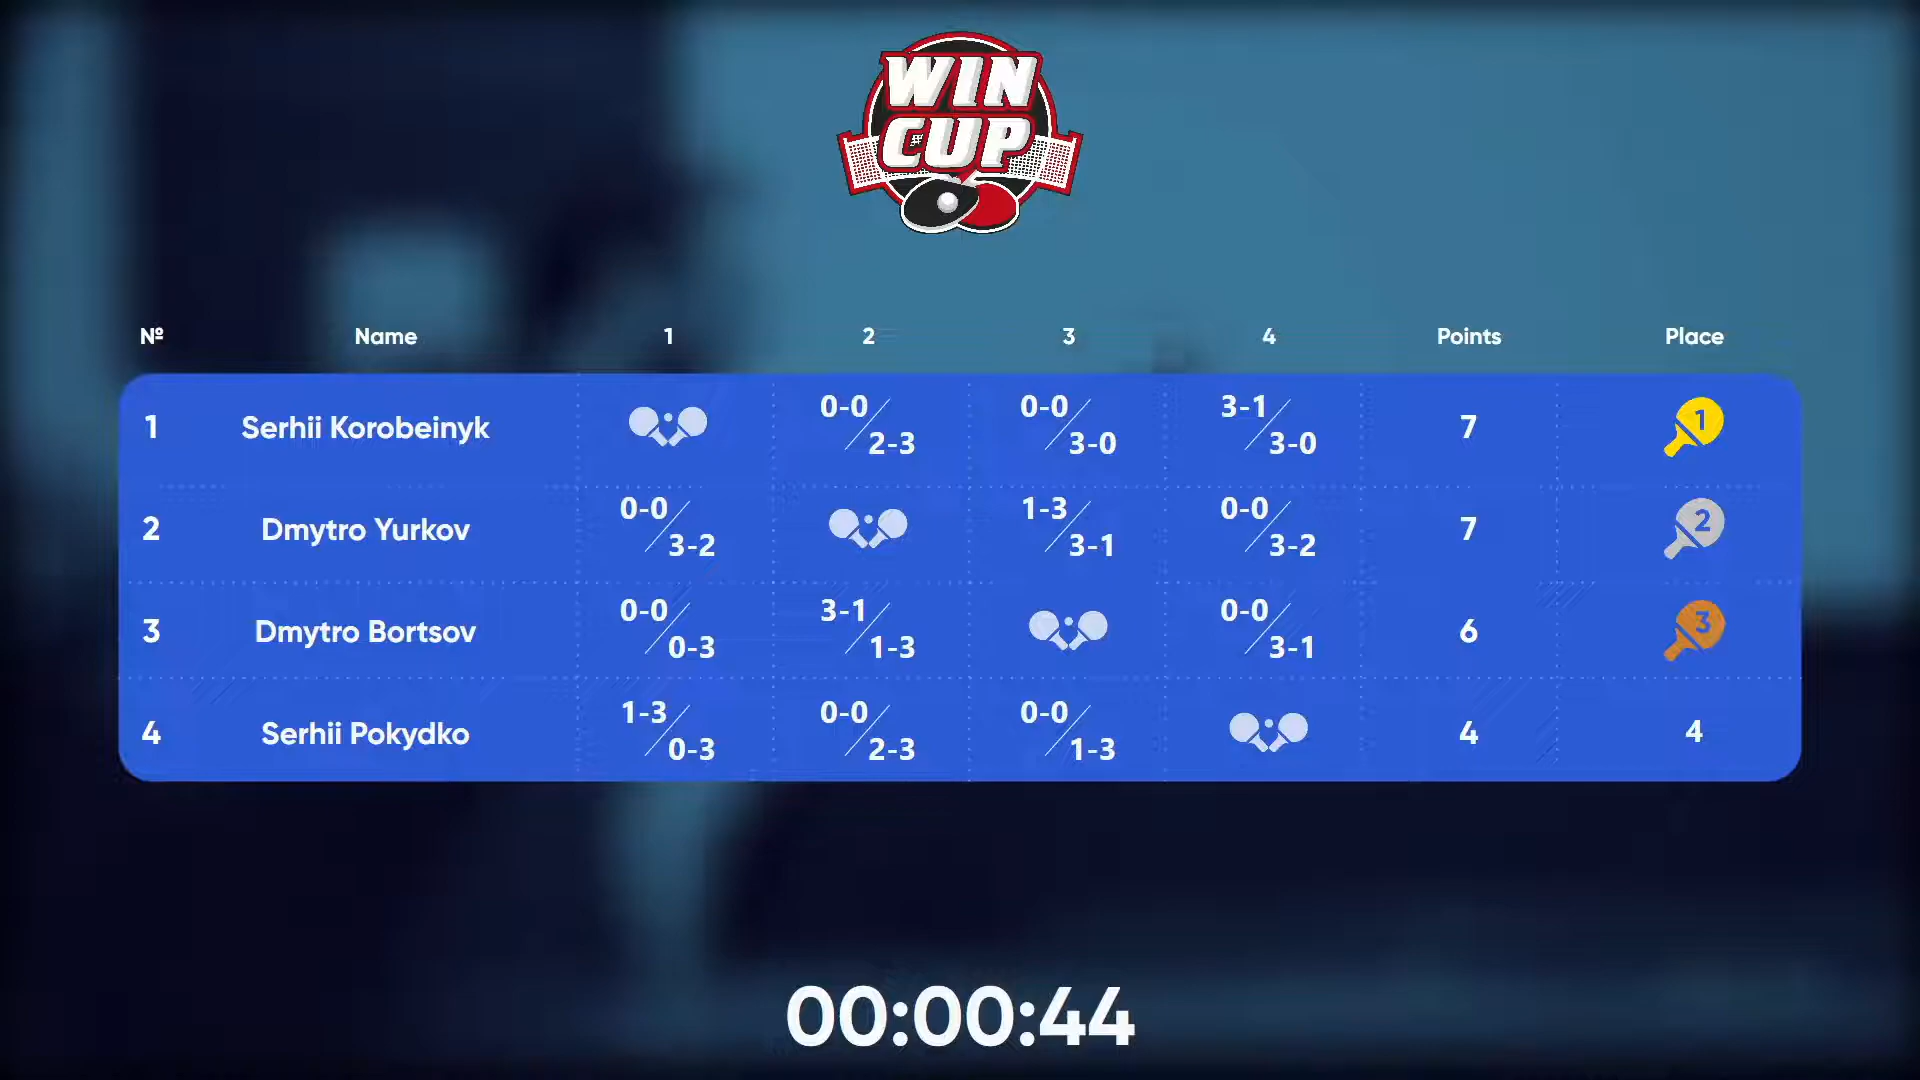 WIN
CUP
№ Name 1 2 3 4 Points Place
1 Serhii Korobeinyk 0-0/2-3 0-0/3-0 3-1/3-0 7 1
2 Dmytro Yurkov 0-0/3-2 1-3/3-1 0-0/3-2 7 2
3 Dmytro Bortsov 0-0/0-3 3-1/1-3 0-0/3-1 6 3
4 Serhii Pokydko 1-3/0-3 0-0/2-3 0-0/1-3 4 4
00:00:44